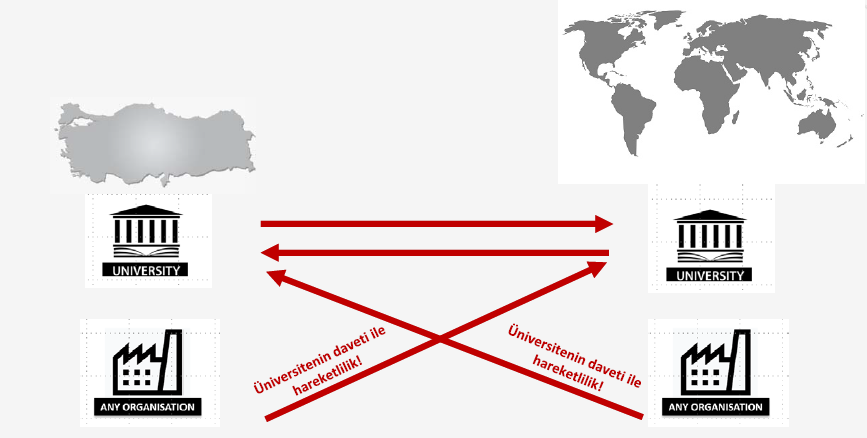 UNIVERSITY
UNIVERSITY
Üniversitenin daveti ile
hareketlilik!
Üniversitenin daveti ile
hareketlilik!
ANY ORGANISATION
ANY ORGANISATION